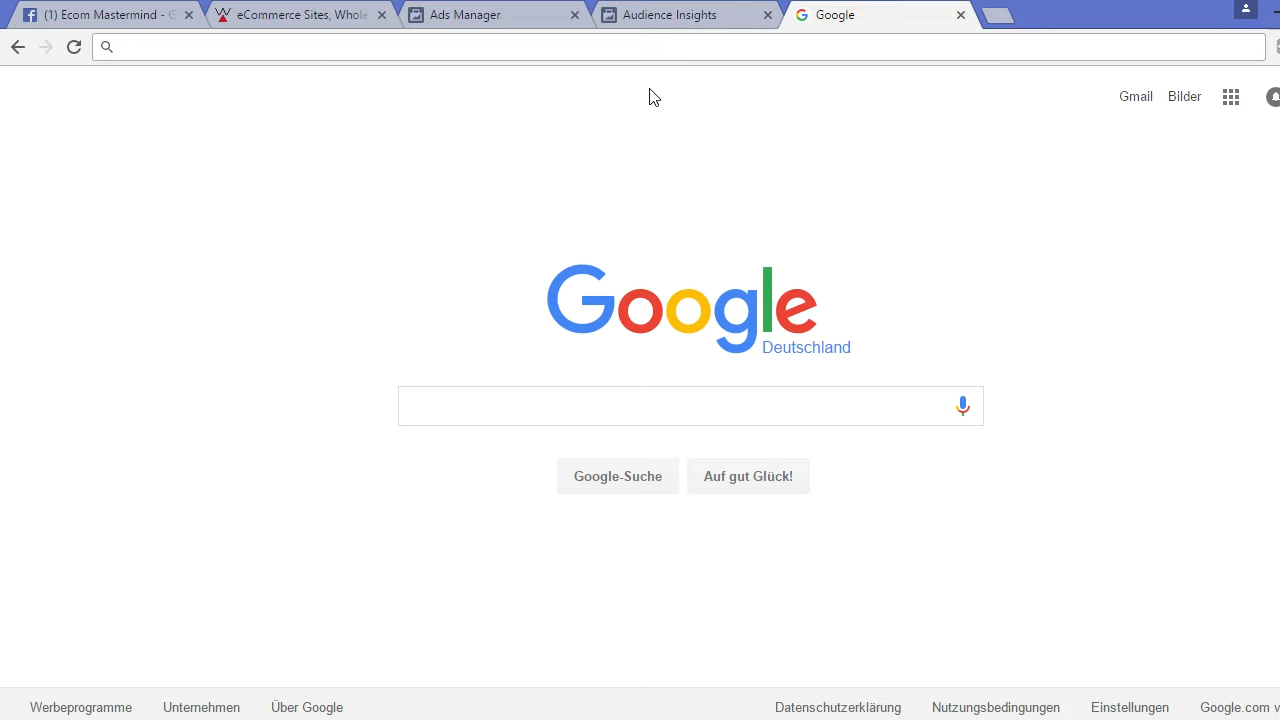 (1) Ecom Mastermind - G
eCommerce Sites, Whole
Ads Manager
Audience Insights
Google
Gmail
Bilder
Google
Deutschland
Google-Suche
Auf gut Glück!
Werbeprogramme
Unternehmen
Über Google
Datenschutzerklärung
Nutzungsbedingungen
Einstellungen
Google.com v